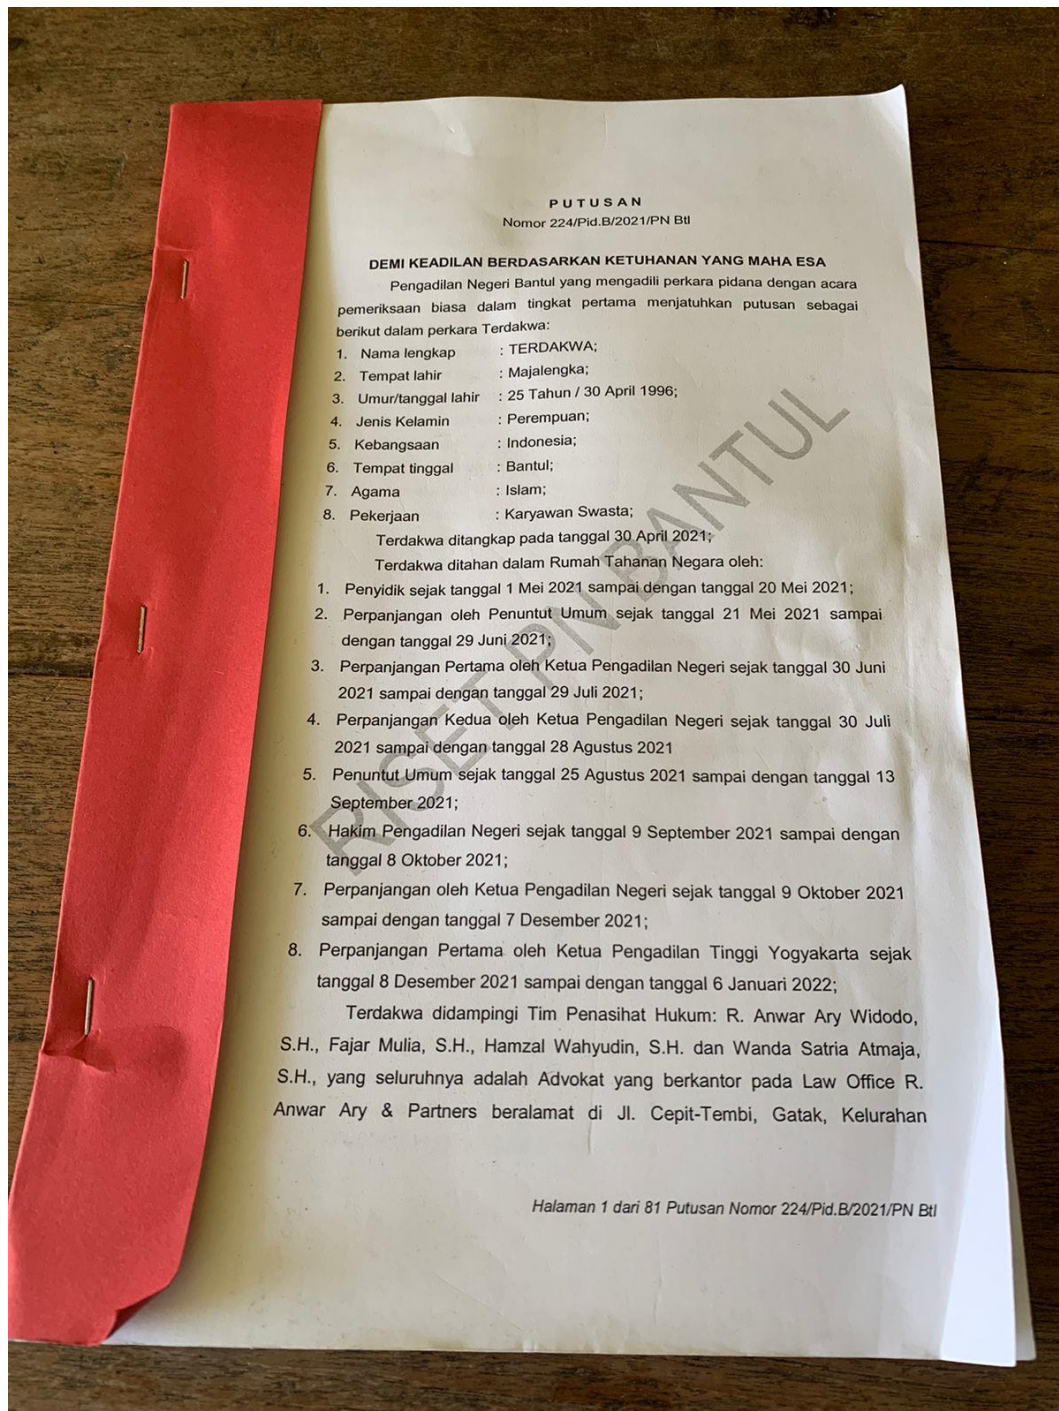 PUTUSAN
Nomor 224/Pid.B/2021/PN Btl
DEMI KEADILAN BERDASARKAN KETUHANAN YANG MAHA ESA
Pengadilan Negeri Bantul yang mengadili perkara pidana dengan acara
pemeriksaan biasa dalam tingkat pertama menjatuhkan putusan sebagai
berikut dalam perkara Terdakwa:
1. Nama lengkap : TERDAKWA;
2. Tempat lahir : Majalengka;
3. Umur/tanggal lahir : 25 Tahun / 30 April 1996;
4. Jenis Kelamin : Perempuan;
5. Kebangsaan : Indonesia;
6. Tempat tinggal : Bantul;
7. Agama : Islam;
8. Pekerjaan : Karyawan Swasta;
Terdakwa ditangkap pada tanggal 30 April 2021;
Terdakwa ditahan dalam Rumah Tahanan Negara oleh:
1. Penyidik sejak tanggal 1 Mei 2021 sampai dengan tanggal 20 Mei 2021;
2. Perpanjangan oleh Penuntut Umum sejak tanggal 21 Mei 2021 sampai
dengan tanggal 29 Juni 2021;
3. Perpanjangan Pertama oleh Ketua Pengadilan Negeri sejak tanggal 30 Juni
2021 sampai dengan tanggal 29 Juli 2021;
4. Perpanjangan Kedua oleh Ketua Pengadilan Negeri sejak tanggal 30 Juli
2021 sampai dengan tanggal 28 Agustus 2021
5. Penuntut Umum sejak tanggal 25 Agustus 2021 sampai dengan tanggal 13
September 2021;
6. Hakim Pengadilan Negeri sejak tanggal 9 September 2021 sampai dengan
tanggal 8 Oktober 2021;
7. Perpanjangan oleh Ketua Pengadilan Negeri sejak tanggal 9 Oktober 2021
sampai dengan tanggal 7 Desember 2021;
8. Perpanjangan Pertama oleh Ketua Pengadilan Tinggi Yogyakarta sejak
tanggal 8 Desember 2021 sampai dengan tanggal 6 Januari 2022;
Terdakwa didampingi Tim Penasihat Hukum: R. Anwar Ary Widodo,
S.H., Fajar Mulia, S.H., Hamzal Wahyudin, S.H. dan Wanda Satria Atmaja,
S.H., yang seluruhnya adalah Advokat yang berkantor pada Law Office R.
Anwar Ary & Partners beralamat di Jl. Cepit-Tembi, Gatak, Kelurahan
Halaman 1 dari 81 Putusan Nomor 224/Pid.B/2021/PN Btl
RISET PN BANTUL